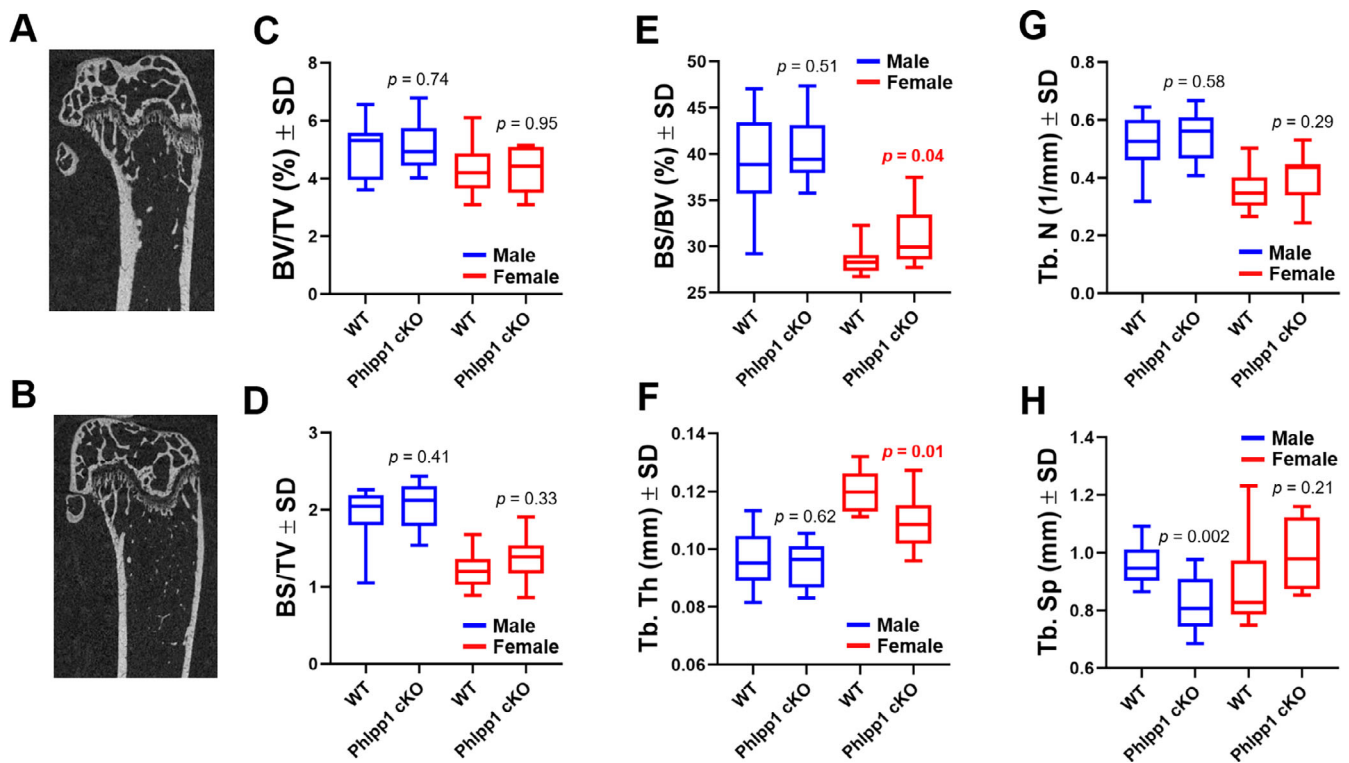 A
B
C
BV/TV (%) ± SD
8
6
4
2
0
p = 0.74
p = 0.95
Male
Female
WT
Phlpp1 cKO
WT
Phlpp1 cKO
D
BS/TV ± SD
3
2
1
0
p = 0.41
p = 0.33
Male
Female
WT
Phlpp1 cKO
WT
Phlpp1 cKO
E
BS/BV (%) ± SD
50
45
40
35
30
25
p = 0.51
Male
Female
p = 0.04
WT
Phlpp1 cKO
WT
Phlpp1 cKO
F
Tb. Th (mm) ± SD
0.14
0.12
0.10
0.08
0.06
p = 0.62
p = 0.01
Male
Female
WT
Phlpp1 cKO
WT
Phlpp1 cKO
G
Tb. N (1/mm) ± SD
0.8
0.6
0.4
0.2
0.0
p = 0.58
p = 0.29
Male
Female
WT
Phlpp1 cKO
WT
Phlpp1 cKO
H
Tb. Sp (mm) ± SD
1.4
1.2
1.0
0.8
0.6
Male
Female
p = 0.002
p = 0.21
WT
Phlpp1 cKO
WT
Phlpp1 cKO